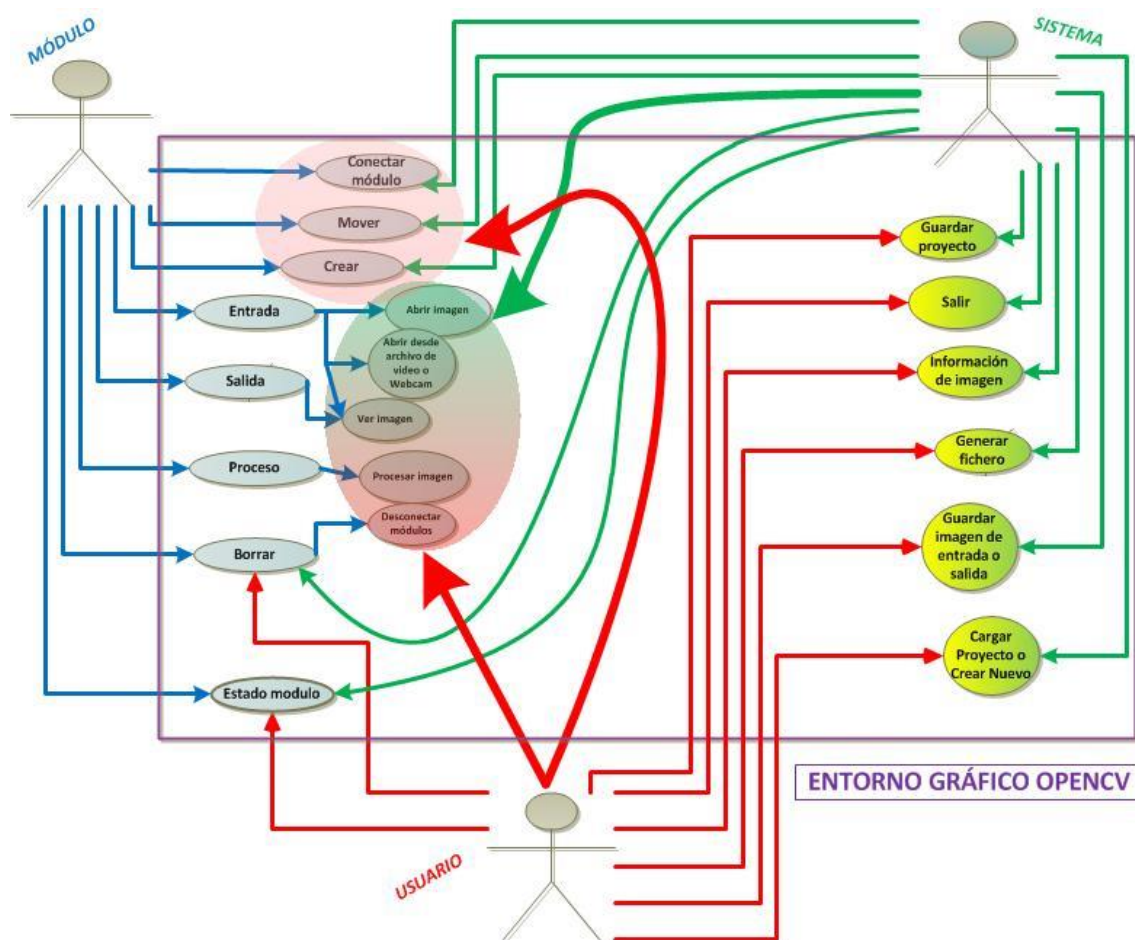 MÓDULO
SISTEMA
Conectar
módulo
Mover
Crear
Entrada
Abrir imagen
Abrir desde
archivo de
video o
Webcam
Salida
Ver imagen
Proceso
Procesar imagen
Desconectar
módulos
Borrar
Estado modulo
Guardar
proyecto
Salir
Información
de imagen
Generar
fichero
Guardar
imagen de
entrada o
salida
Cargar
Proyecto o
Crear Nuevo
ENTORNO GRÁFICO OPENCV
USUARIO